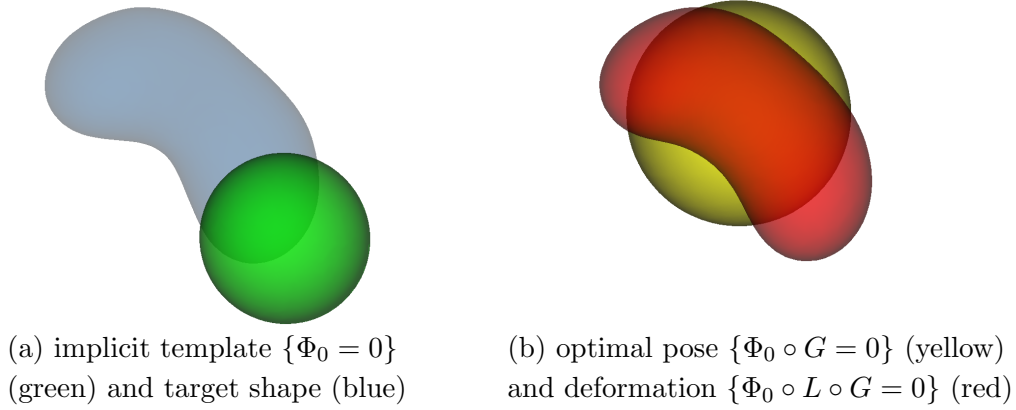 (a) implicit template {Φ₀ = 0}
(green) and target shape (blue)
(b) optimal pose {Φ₀ ∘ G = 0} (yellow)
and deformation {Φ₀ ∘ L ∘ G = 0} (red)